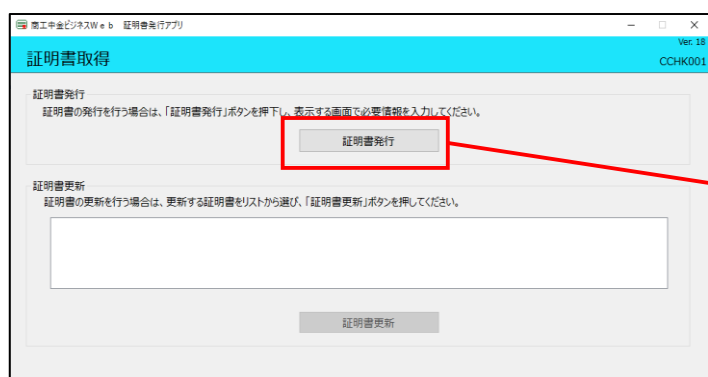 商工中金ビジネスWeb 証明書発行アプリ
Ver. 18
証明書取得
CCHK001
証明書発行
証明書の発行を行う場合は、「証明書発行」ボタンを押下し、表示する画面で必要情報を入力してください。
証明書発行
証明書更新
証明書の更新を行う場合は、更新する証明書をリストから選び、「証明書更新」ボタンを押してください。
証明書更新